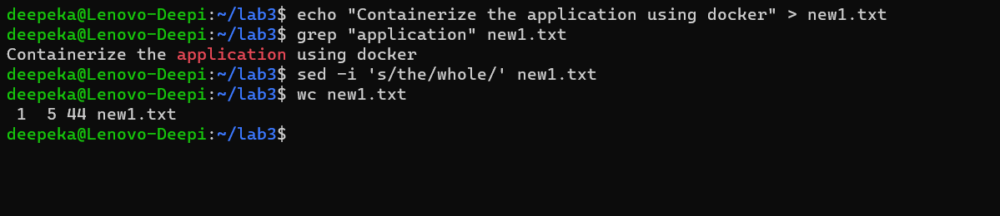 deepeka@Lenovo-Deepi:~/lab3$ echo "Containerize the application using docker" > new1.txt
deepeka@Lenovo-Deepi:~/lab3$ grep "application" new1.txt
Containerize the application using docker
deepeka@Lenovo-Deepi:~/lab3$ sed -i 's/the/whole/' new1.txt
deepeka@Lenovo-Deepi:~/lab3$ wc new1.txt
 1  5 44 new1.txt
deepeka@Lenovo-Deepi:~/lab3$